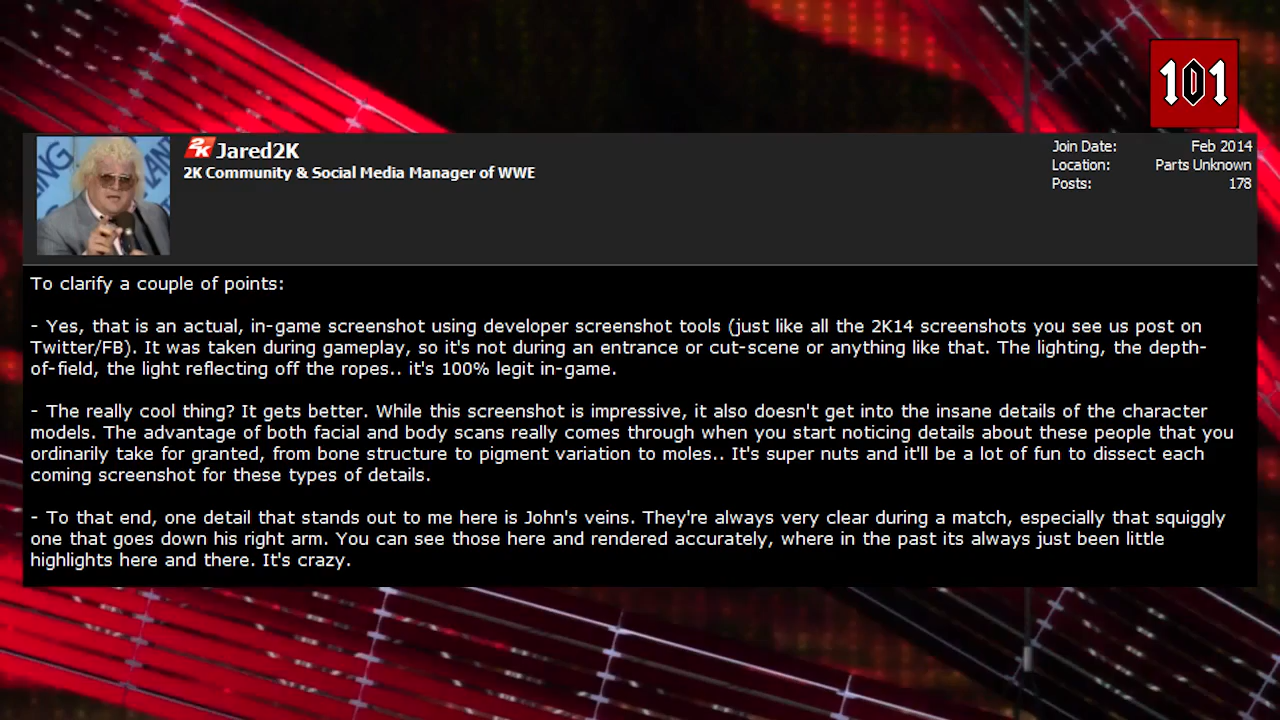 101
2K Jared2K
2K Community & Social Media Manager of WWE
Join Date: Feb 2014
Location: Parts Unknown
Posts: 178
To clarify a couple of points:
- Yes, that is an actual, in-game screenshot using developer screenshot tools (just like all the 2K14 screenshots you see us post on
Twitter/FB). It was taken during gameplay, so it's not during an entrance or cut-scene or anything like that. The lighting, the depth-
of-field, the light reflecting off the ropes.. it's 100% legit in-game.
- The really cool thing? It gets better. While this screenshot is impressive, it also doesn't get into the insane details of the character
models. The advantage of both facial and body scans really comes through when you start noticing details about these people that you
ordinarily take for granted, from bone structure to pigment variation to moles.. It's super nuts and it'll be a lot of fun to dissect each
coming screenshot for these types of details.
- To that end, one detail that stands out to me here is John's veins. They're always very clear during a match, especially that squiggly
one that goes down his right arm. You can see those here and rendered accurately, where in the past its always just been little
highlights here and there. It's crazy.